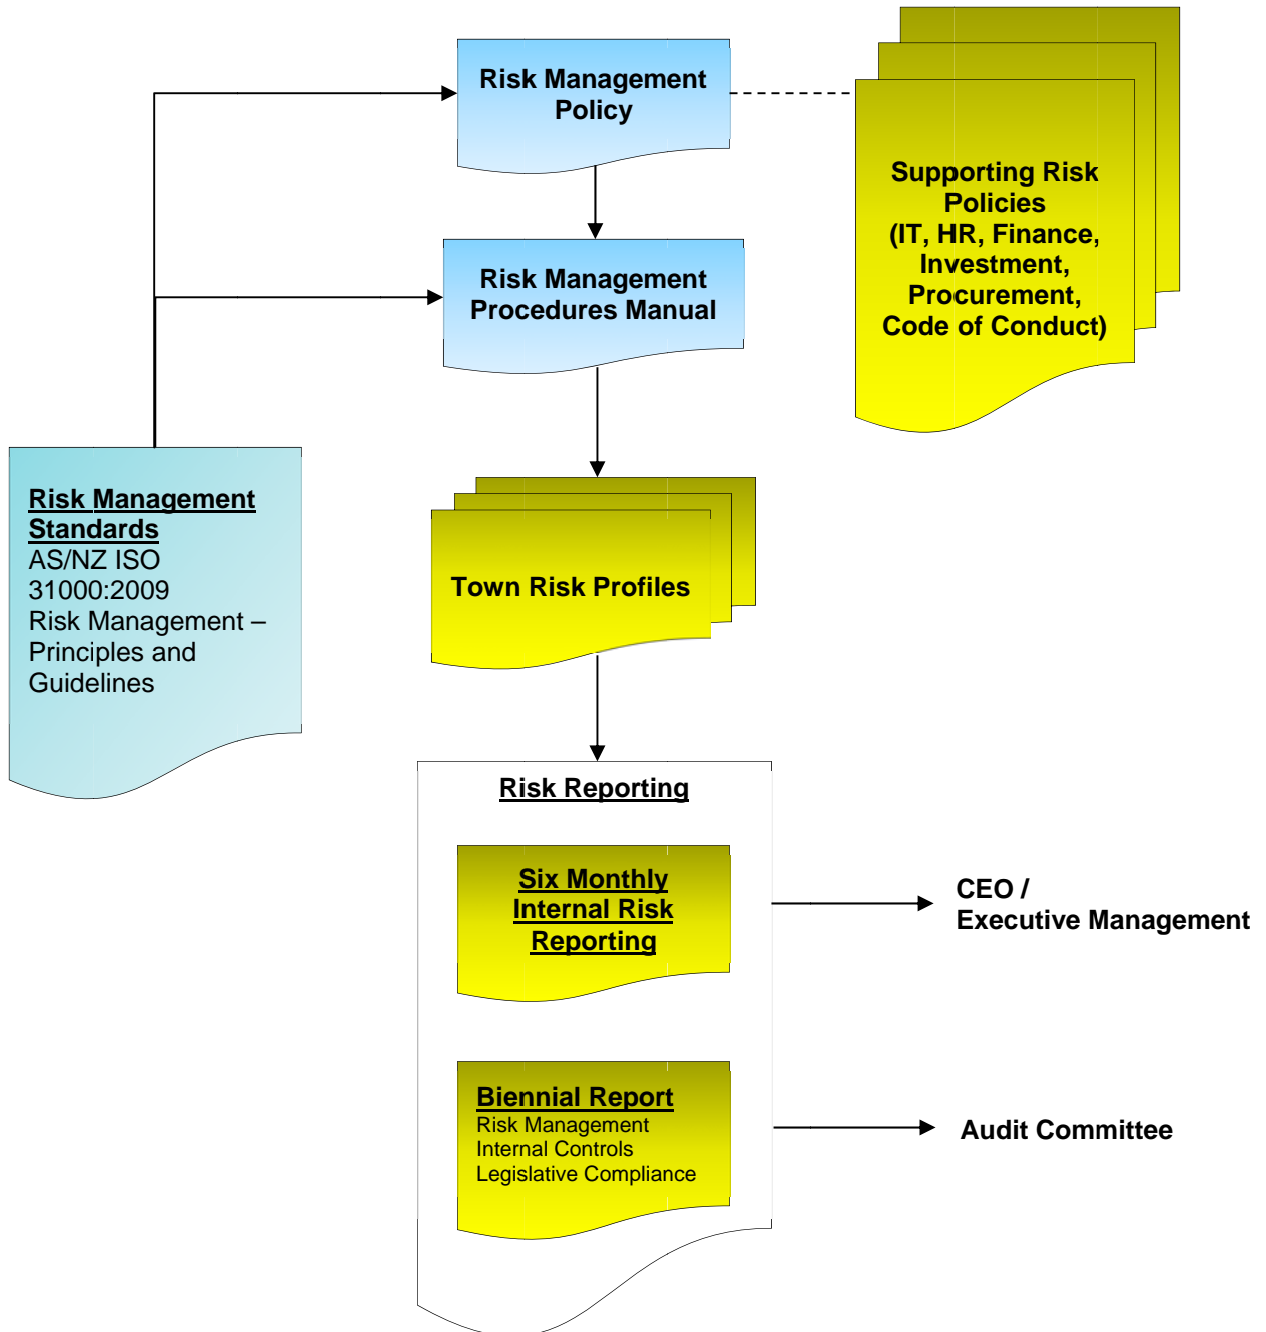 Risk Management
Policy
Supporting Risk
Policies
(IT, HR, Finance,
Investment,
Procurement,
Code of Conduct)
Risk Management
Procedures Manual
Risk Management
Standards
AS/NZ ISO
31000:2009
Risk Management –
Principles and
Guidelines
Town Risk Profiles
Risk Reporting
Six Monthly
Internal Risk
Reporting
CEO /
Executive Management
Biennial Report
Risk Management
Internal Controls
Legislative Compliance
Audit Committee